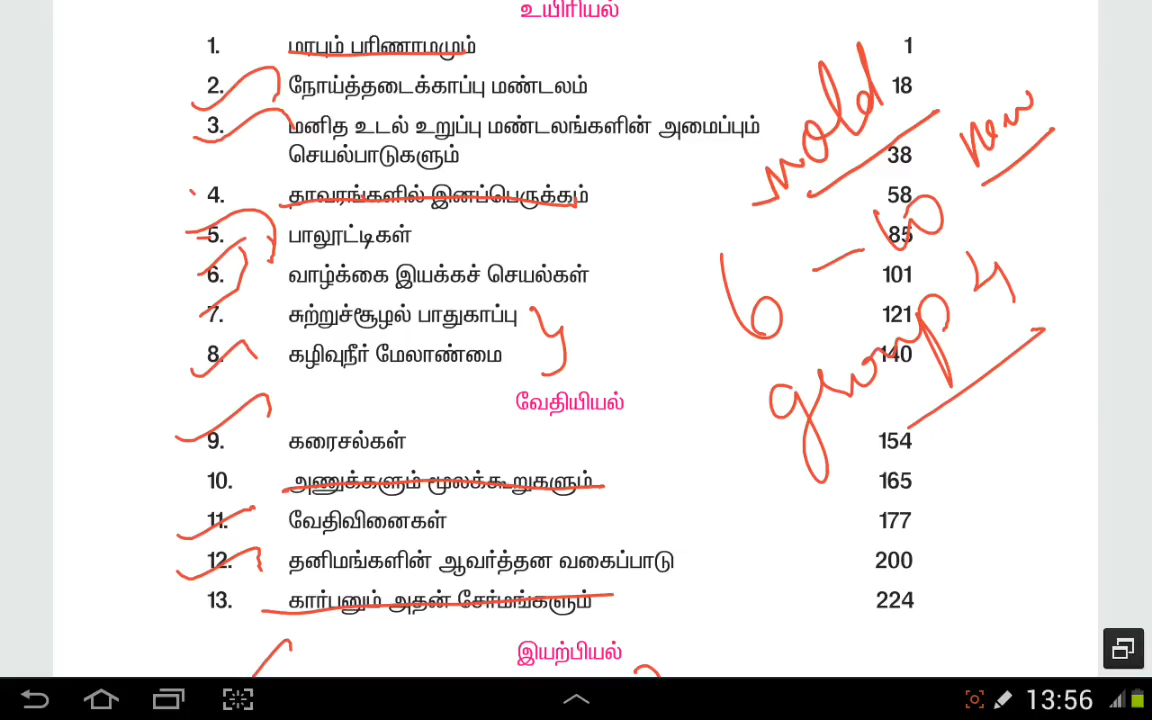 உயிரியல்
1. மரபும் பரிணாமமும் 1
2. நோய்த்தடைக்காப்பு மண்டலம் 18
3. மனித உடல் உறுப்பு மண்டலங்களின் அமைப்பும்
செயல்பாடுகளும் 38
4. தாவரங்களில் இனப்பெருக்கம் 58
5. பாலூட்டிகள் 85
6. வாழ்க்கை இயக்கச் செயல்கள் 101
7. சுற்றுச்சூழல் பாதுகாப்பு 121
8. கழிவுநீர் மேலாண்மை 140
வேதியியல்
9. கரைசல்கள் 154
10. அணுக்களும் மூலக்கூறுகளும் 165
11. வேதிவினைகள் 177
12. தனிமங்களின் ஆவர்த்தன வகைப்பாடு 200
13. கார்பனும் அதன் சேர்மங்களும் 224
இயற்பியல்
old
new
6 - 10
group 4
13:56